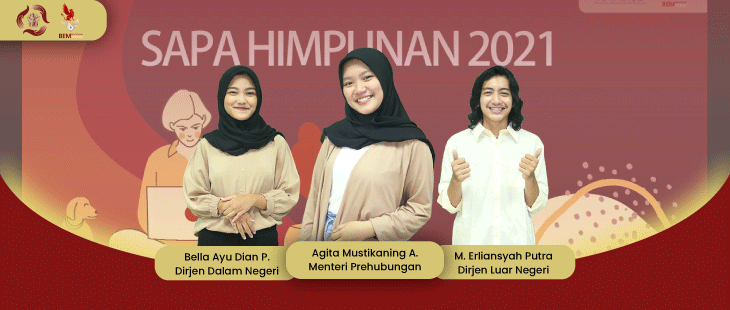 BEM
SAPA HIMPUNAN 2021
BEM
Bella Ayu Dian P.
Dirjen Dalam Negeri
Agita Mustikaning A.
Menteri Prehubungan
M. Erliansyah Putra
Dirjen Luar Negeri